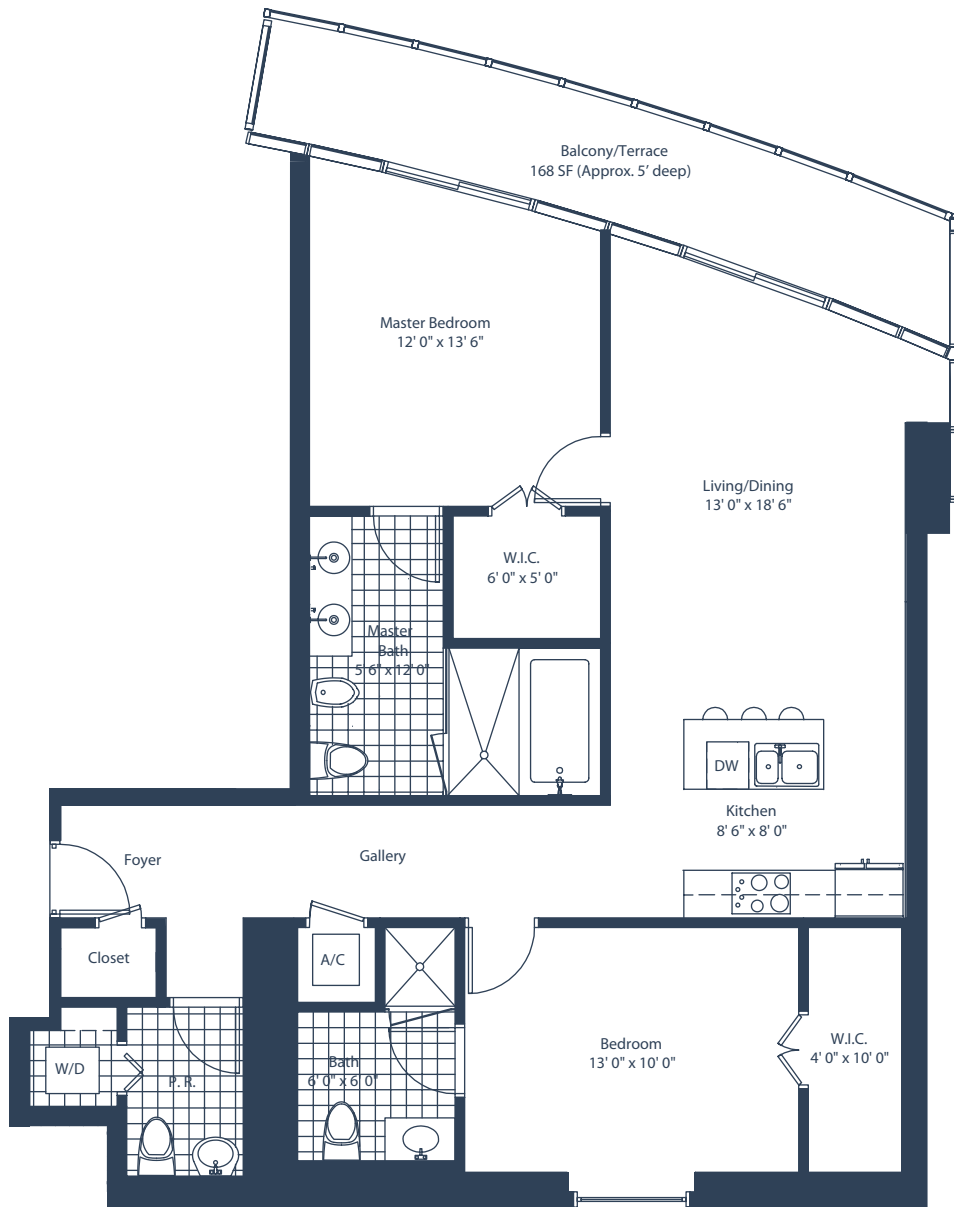 Balcony/Terrace
168 SF (Approx. 5’ deep)
Master Bedroom
12' 0" x 13' 6"
Living/Dining
13' 0" x 18' 6"
W.I.C.
6' 0" x 5' 0"
Master
Bath
5' 6" x 12' 0"
DW
Kitchen
8' 6" x 8' 0"
Foyer
Gallery
Closet
A/C
W/D
P. R.
Bath
6' 0" x 6' 0"
Bedroom
13' 0" x 10' 0"
W.I.C.
4' 0" x 10' 0"